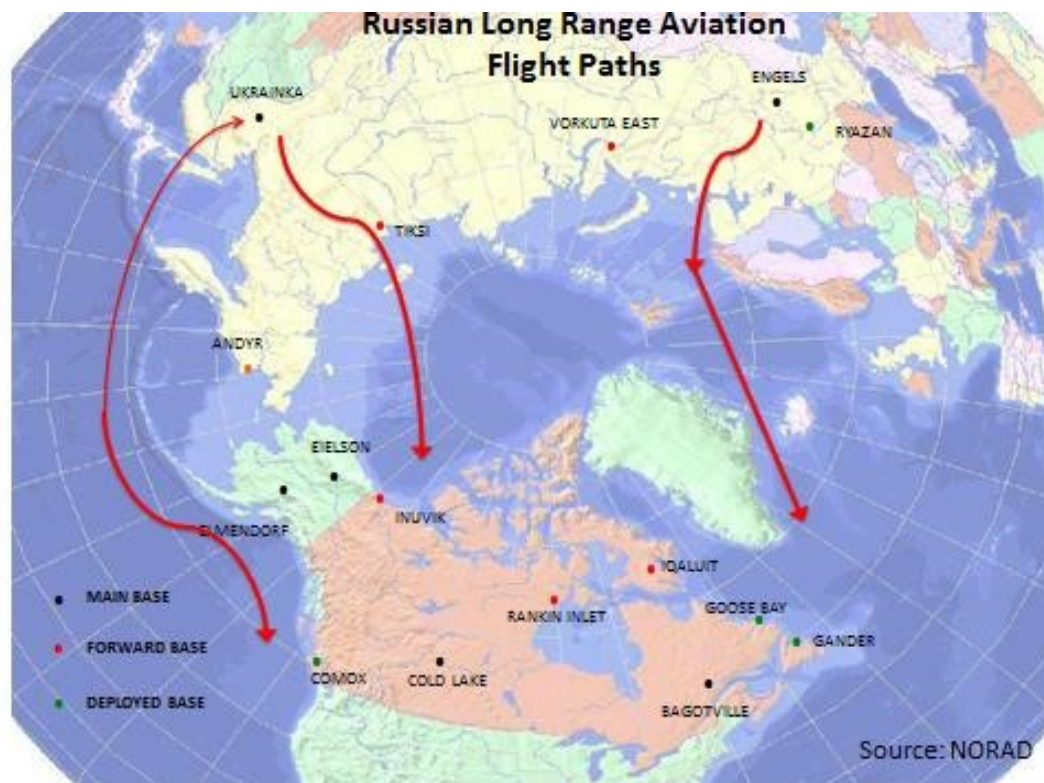 Russian Long Range Aviation
Flight Paths
ENGELS
UKRAINKA
VORKUTA EAST
RYAZAN
TIKSI
ANDYR
EIELSON
INUVIK
ELMENDORF
IQALUIT
RANKIN INLET
GOOSE BAY
GANDER
COMOX
COLD LAKE
BAGOTVILLE
MAIN BASE
FORWARD BASE
DEPLOYED BASE
Source: NORAD